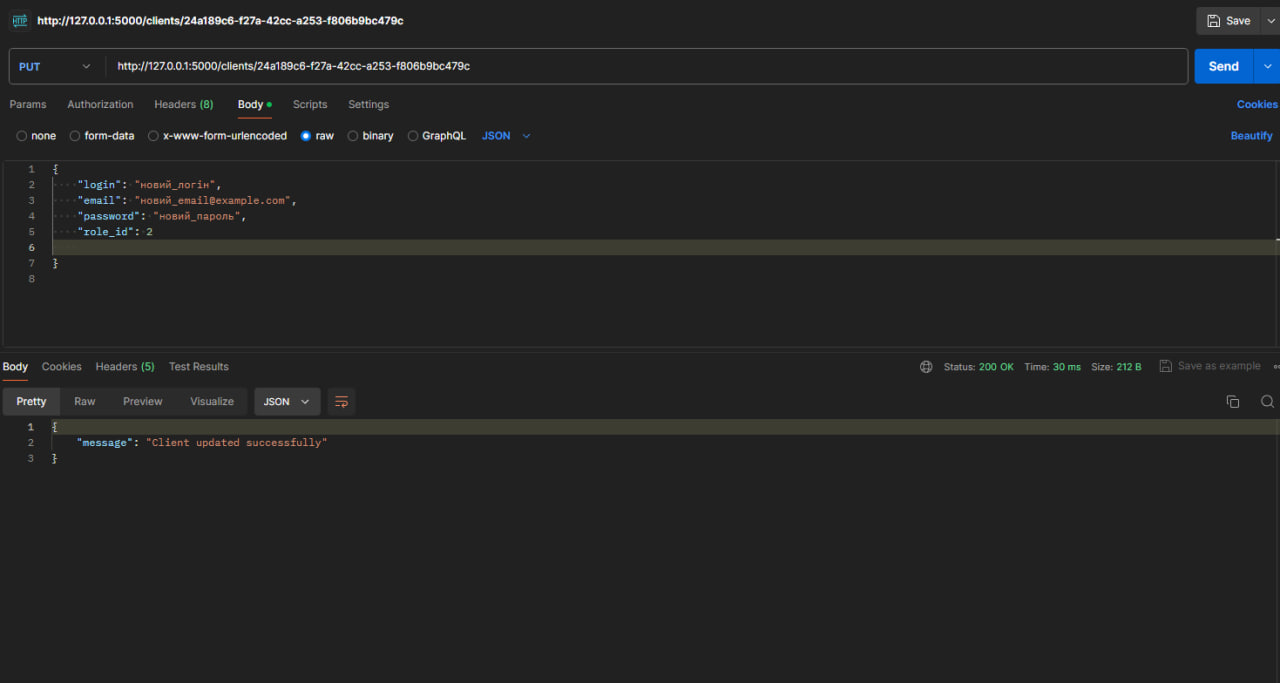 HTTP http://127.0.0.1:5000/clients/24a189c6-f27a-42cc-a253-f806b9bc479c Save
PUT http://127.0.0.1:5000/clients/24a189c6-f27a-42cc-a253-f806b9bc479c Send
Params Authorization Headers (8) Body Scripts Settings Cookies
none form-data x-www-form-urlencoded raw binary GraphQL JSON Beautify
1 {
2 "login": "новий_логін",
3 "email": "новий_email@example.com",
4 "password": "новий_пароль",
5 "role_id": 2
6
7 }
8
Body Cookies Headers (5) Test Results Status: 200 OK Time: 30 ms Size: 212 B Save as example
Pretty Raw Preview Visualize JSON
1 {
2 "message": "Client updated successfully"
3 }